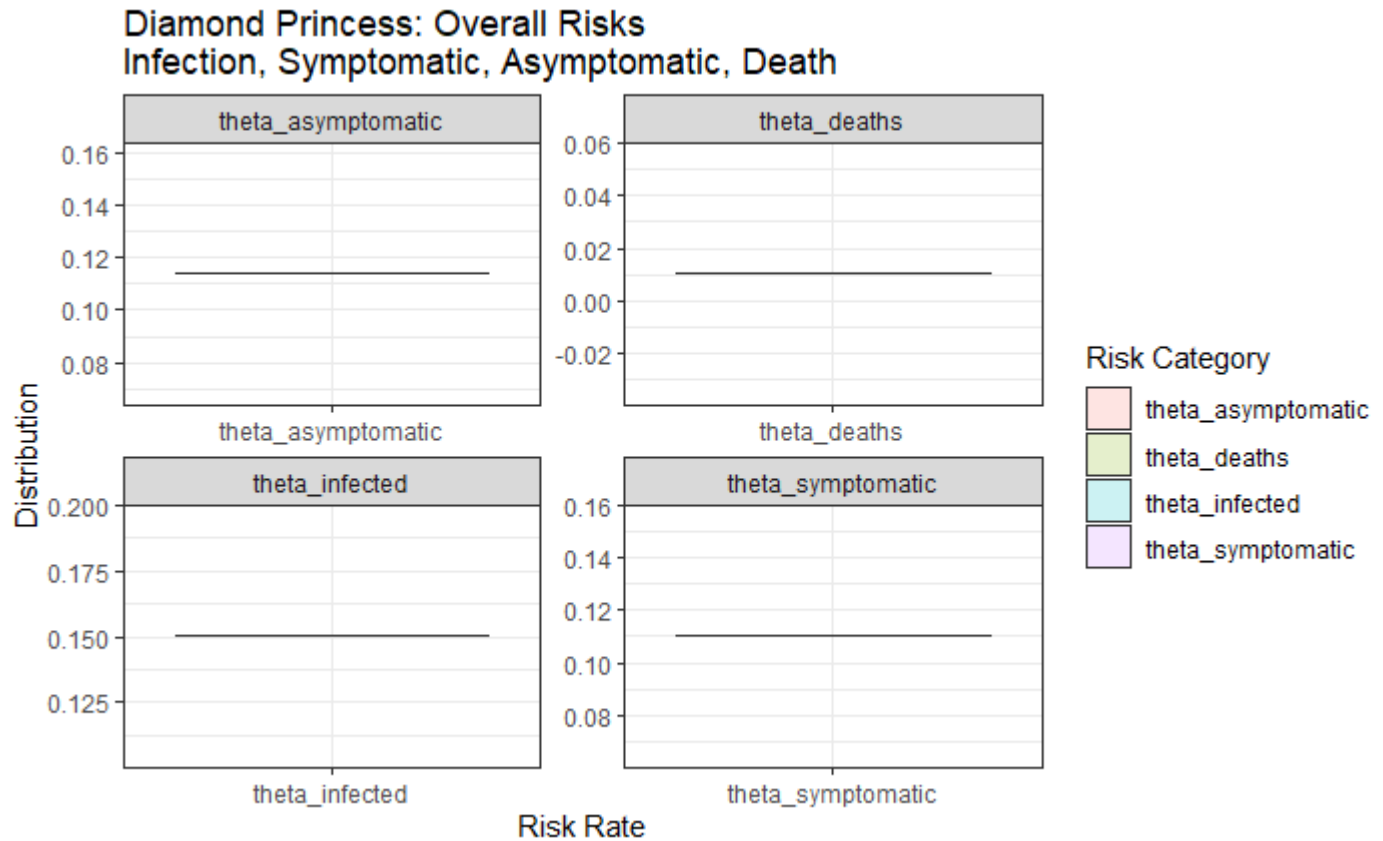 Diamond Princess: Overall Risks
Infection, Symptomatic, Asymptomatic, Death
theta_asymptomatic
0.16
0.14
0.12
0.10
0.08
theta_asymptomatic
theta_deaths
0.06
0.04
0.02
0.00
-0.02
theta_deaths
Distribution
theta_infected
0.200
0.175
0.150
0.125
theta_infected
theta_symptomatic
0.16
0.14
0.12
0.10
0.08
theta_symptomatic
Risk Rate
Risk Category
theta_asymptomatic
theta_deaths
theta_infected
theta_symptomatic